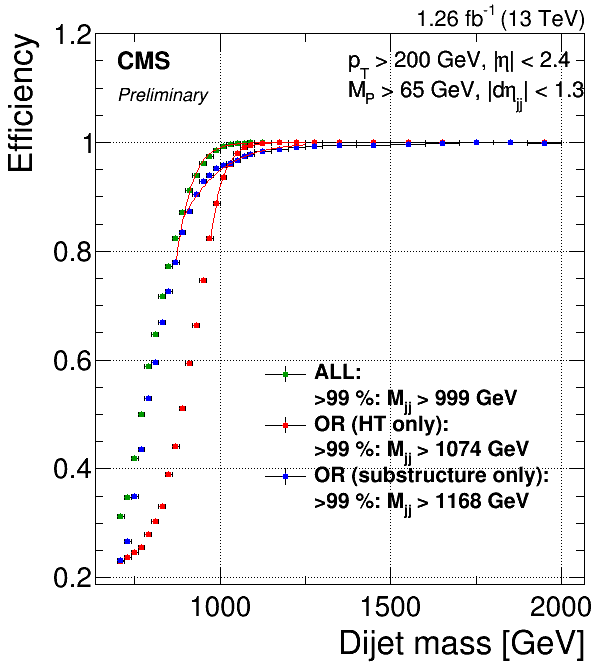 1.26 fb⁻¹ (13 TeV)
CMS
Preliminary
p_T > 200 GeV, |η| < 2.4
M_P > 65 GeV, |dη_jj| < 1.3
Efficiency
1.2
1
0.8
0.6
0.4
0.2
ALL:
>99 %: M_jj > 999 GeV
OR (HT only):
>99 %: M_jj > 1074 GeV
OR (substructure only):
>99 %: M_jj > 1168 GeV
1000 1500 2000
Dijet mass [GeV]